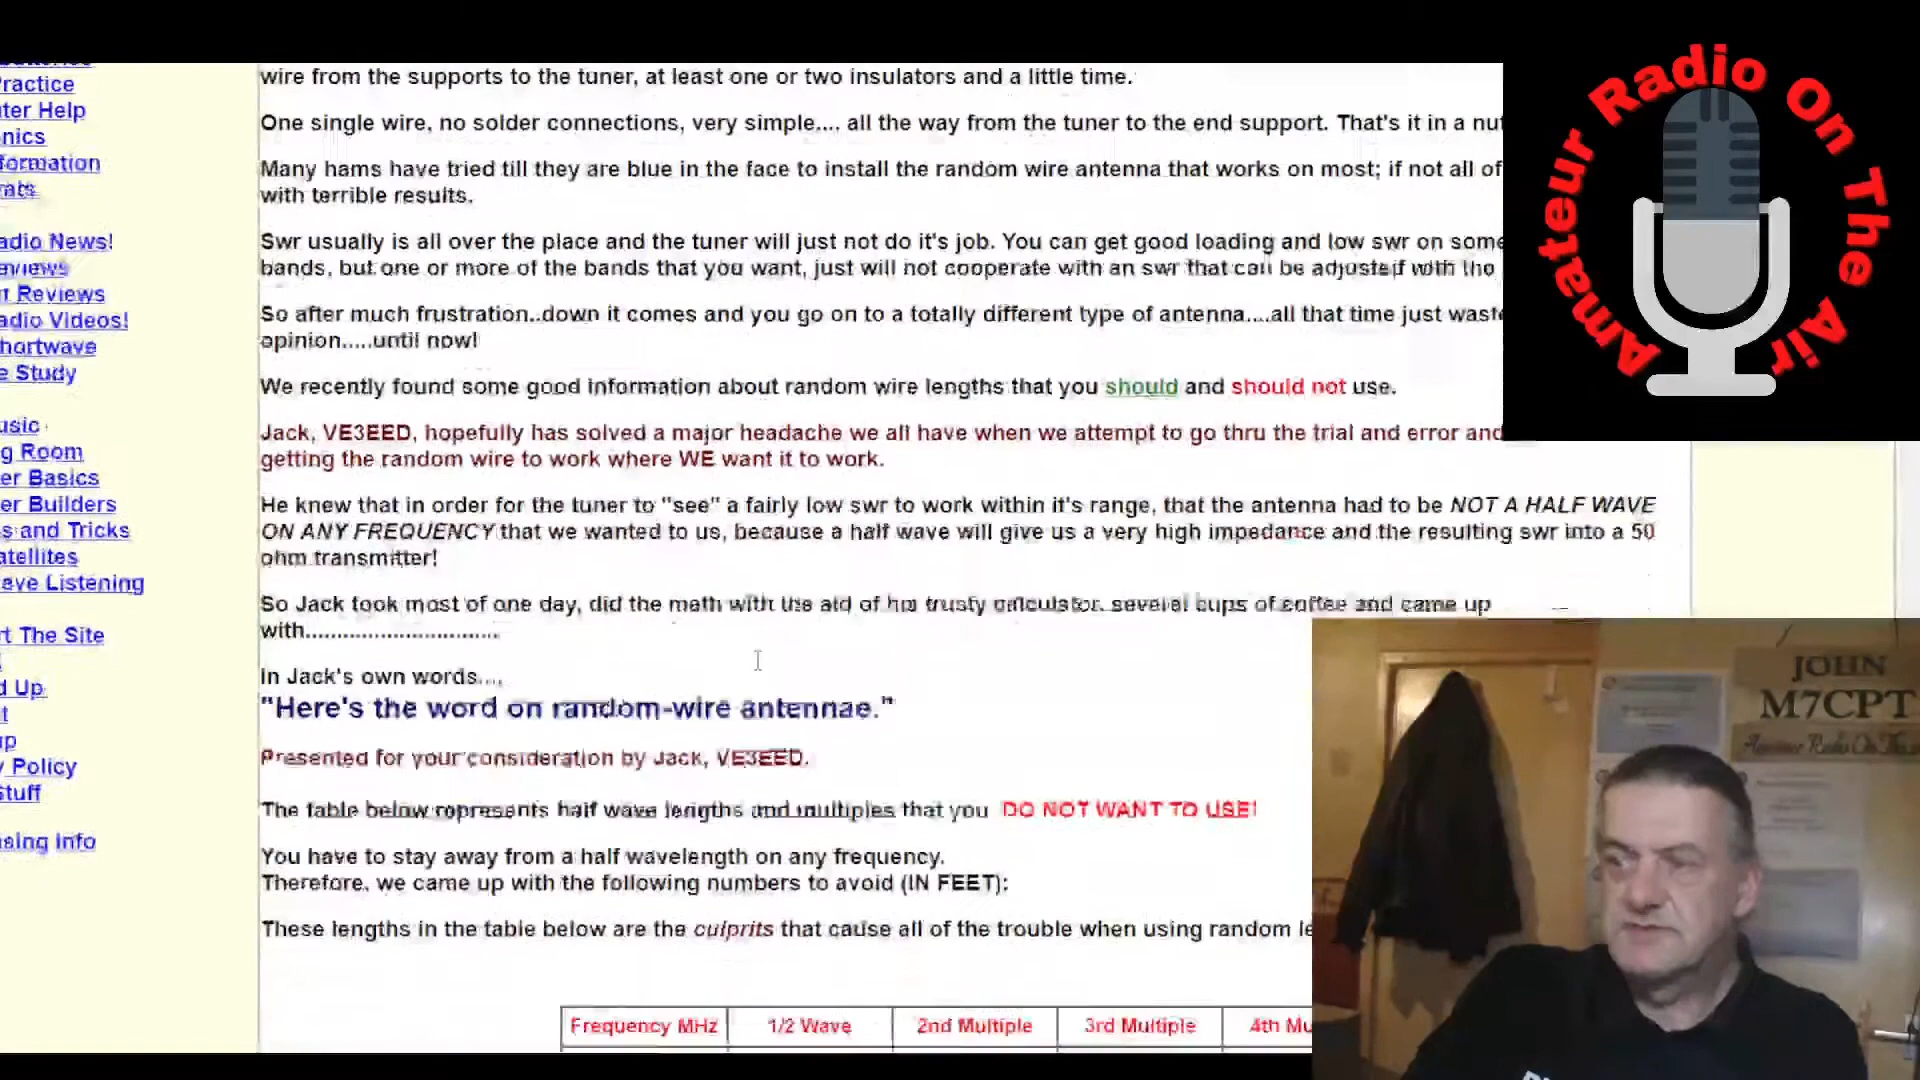 wire from the supports to the tuner, at least one or two insulators and a little time.
One single wire, no solder connections, very simple.... all the way from the tuner to the end support. That's it in a nut
Many hams have tried till they are blue in the face to install the random wire antenna that works on most; if not all of
with terrible results.
Swr usually is all over the place and the tuner will just not do it's job. You can get good loading and low swr on some
bands, but one or more of the bands that you want, just will not cooperate with an swr that can be adjusted with the
So after much frustration..down it comes and you go on to a totally different type of antenna....all that time just waste
opinion.....until now!
We recently found some good information about random wire lengths that you should and should not use.
Jack, VE3EED, hopefully has solved a major headache we all have when we attempt to go thru the trial and error and
getting the random wire to work where WE want it to work.
He knew that in order for the tuner to "see" a fairly low swr to work within it's range, that the antenna had to be NOT A HALF WAVE
ON ANY FREQUENCY that we wanted to us, because a half wave will give us a very high impedance and the resulting swr into a 50
ohm transmitter!
So Jack took most of one day, did the math with the aid of his trusty calculator, several cups of coffee and came up
with.................................
In Jack's own words....
"Here's the word on random-wire antennae."
Presented for your consideration by Jack, VE3EED.
The table below represents half wave lengths and multiples that you DO NOT WANT TO USE!
You have to stay away from a half wavelength on any frequency.
Therefore, we came up with the following numbers to avoid (IN FEET):
These lengths in the table below are the culprits that cause all of the trouble when using random le
Frequency MHz 1/2 Wave 2nd Multiple 3rd Multiple 4th Mu
Practice
ter Help
nics
formation
ats
adio News!
views
t Reviews
adio Videos!
hortwave
e Study
usic
g Room
er Basics
er Builders
s and Tricks
atellites
ave Listening
rt The Site
d Up
t
up
y Policy
Stuff
sing Info
Amateur Radio On The Air
JOHN
M7CPT
Amateur Radio On The